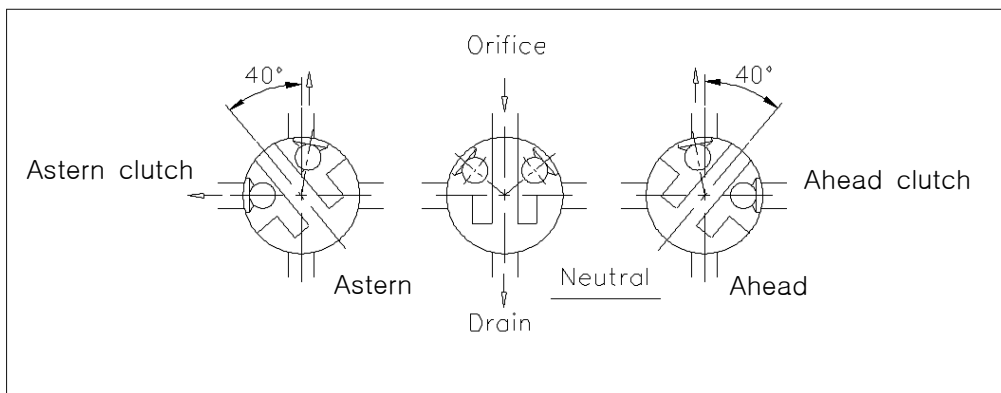 Orifice
40°
40°
Astern clutch
Ahead clutch
Astern
Neutral
Ahead
Drain